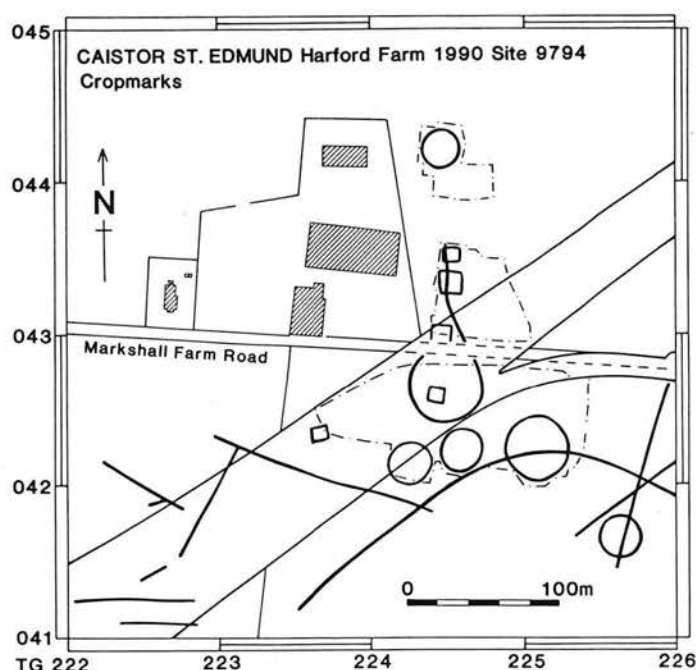 045
CAISTOR ST. EDMUND Harford Farm 1990 Site 9794
Cropmarks
044
N
043
Markshall Farm Road
042
0 100m
041
TG 222 223 224 225 226